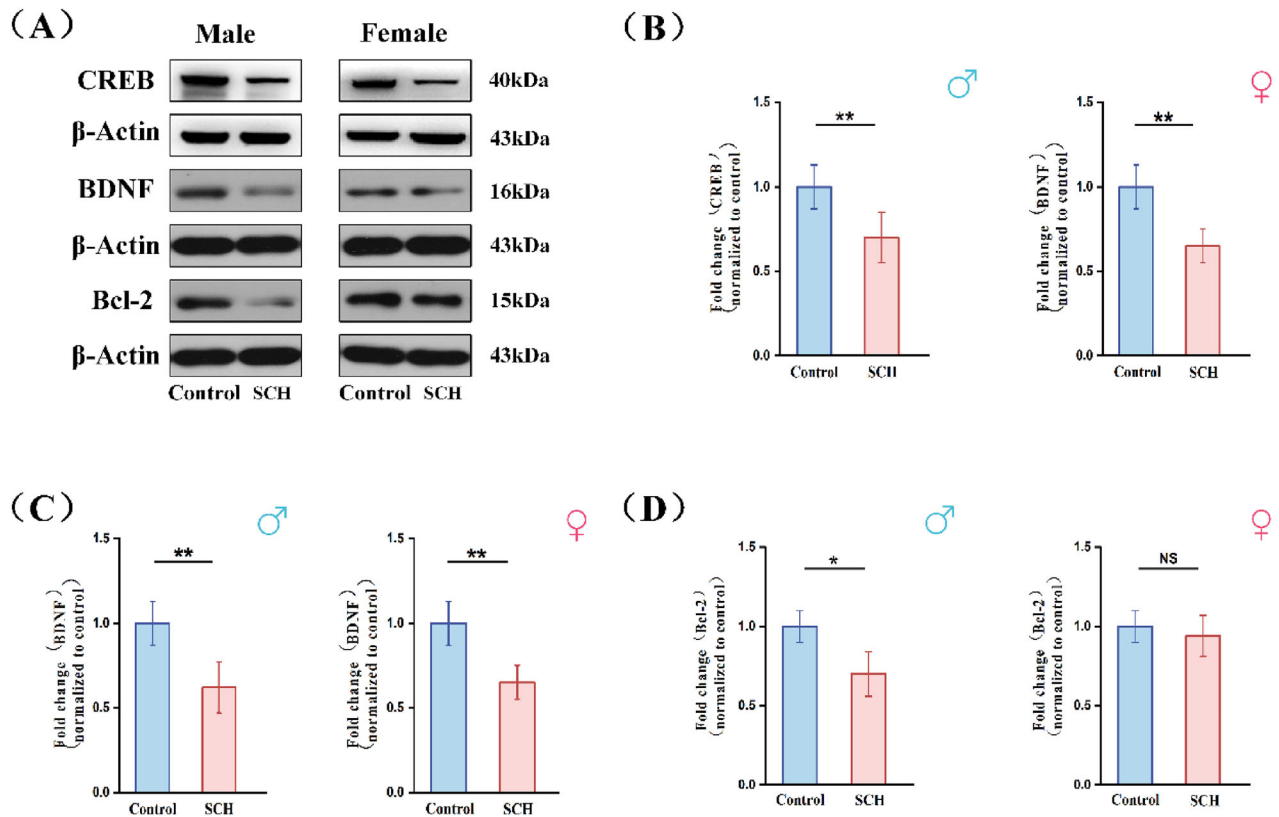 (A)
Male Female
CREB 40kDa
β-Actin 43kDa
BDNF 16kDa
β-Actin 43kDa
Bcl-2 15kDa
β-Actin 43kDa
Control SCH Control SCH
(B)
Fold change (CREB)
(normalized to control)
1.5
**
1.0
0.5
0.0
Control SCH
Fold change (BDNF)
(normalized to control)
1.5
**
1.0
0.5
0.0
Control SCH
(C)
Fold change (BDNF)
(normalized to control)
1.5
**
1.0
0.5
0.0
Control SCH
Fold change (BDNF)
(normalized to control)
1.5
**
1.0
0.5
0.0
Control SCH
(D)
Fold change (Bcl-2)
(normalized to control)
1.5
*
1.0
0.5
0.0
Control SCH
Fold change (Bcl-2)
(normalized to control)
1.5
NS
1.0
0.5
0.0
Control SCH